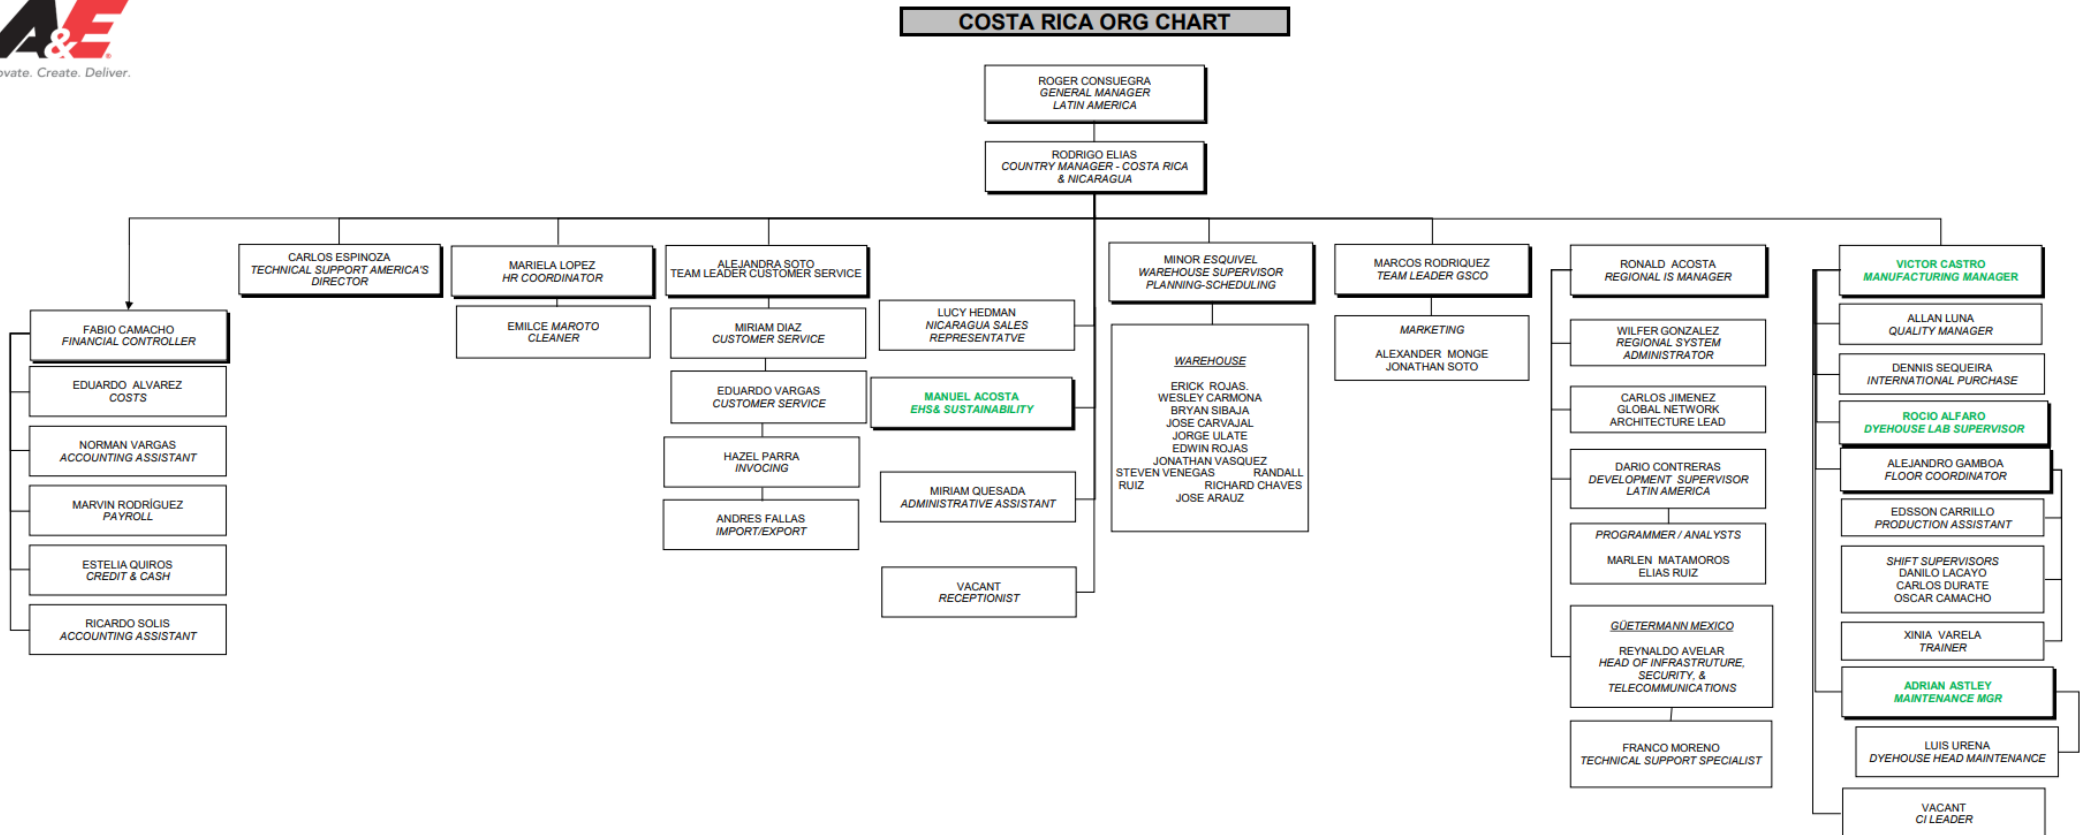 A&E
ovate. Create. Deliver.
COSTA RICA ORG CHART
ROGER CONSUEGRA
GENERAL MANAGER
LATIN AMERICA
RODRIGO ELIAS
COUNTRY MANAGER - COSTA RICA
& NICARAGUA
FABIO CAMACHO
FINANCIAL CONTROLLER
EDUARDO ALVAREZ
COSTS
NORMAN VARGAS
ACCOUNTING ASSISTANT
MARVIN RODRÍGUEZ
PAYROLL
ESTELIA QUIROS
CREDIT & CASH
RICARDO SOLIS
ACCOUNTING ASSISTANT
CARLOS ESPINOZA
TECHNICAL SUPPORT AMERICA'S
DIRECTOR
MARIELA LOPEZ
HR COORDINATOR
EMILCE MAROTO
CLEANER
ALEJANDRA SOTO
TEAM LEADER CUSTOMER SERVICE
MIRIAM DIAZ
CUSTOMER SERVICE
EDUARDO VARGAS
CUSTOMER SERVICE
HAZEL PARRA
INVOCING
ANDRES FALLAS
IMPORT/EXPORT
LUCY HEDMAN
NICARAGUA SALES
REPRESENTATVE
MANUEL ACOSTA
EHS& SUSTAINABILITY
MIRIAM QUESADA
ADMINISTRATIVE ASSISTANT
VACANT
RECEPTIONIST
MINOR ESQUIVEL
WAREHOUSE SUPERVISOR
PLANNING-SCHEDULING
WAREHOUSE
ERICK ROJAS.
WESLEY CARMONA
BRYAN SIBAJA
JOSE CARVAJAL
JORGE ULATE
EDWIN ROJAS
JONATHAN VASQUEZ
STEVEN VENEGAS RANDALL
RUIZ RICHARD CHAVES
JOSE ARAUZ
MARCOS RODRIQUEZ
TEAM LEADER GSCO
MARKETING
ALEXANDER MONGE
JONATHAN SOTO
RONALD ACOSTA
REGIONAL IS MANAGER
WILFER GONZALEZ
REGIONAL SYSTEM
ADMINISTRATOR
CARLOS JIMENEZ
GLOBAL NETWORK
ARCHITECTURE LEAD
DARIO CONTRERAS
DEVELOPMENT SUPERVISOR
LATIN AMERICA
PROGRAMMER / ANALYSTS
MARLEN MATAMOROS
ELIAS RUIZ
GÜETERMANN MEXICO
REYNALDO AVELAR
HEAD OF INFRASTRUTURE,
SECURITY, &
TELECOMMUNICATIONS
FRANCO MORENO
TECHNICAL SUPPORT SPECIALIST
VICTOR CASTRO
MANUFACTURING MANAGER
ALLAN LUNA
QUALITY MANAGER
DENNIS SEQUEIRA
INTERNATIONAL PURCHASE
ROCIO ALFARO
DYEHOUSE LAB SUPERVISOR
ALEJANDRO GAMBOA
FLOOR COORDINATOR
EDSSON CARRILLO
PRODUCTION ASSISTANT
SHIFT SUPERVISORS
DANILO LACAYO
CARLOS DURATE
OSCAR CAMACHO
XINIA VARELA
TRAINER
ADRIAN ASTLEY
MAINTENANCE MGR
LUIS URENA
DYEHOUSE HEAD MAINTENANCE
VACANT
CI LEADER